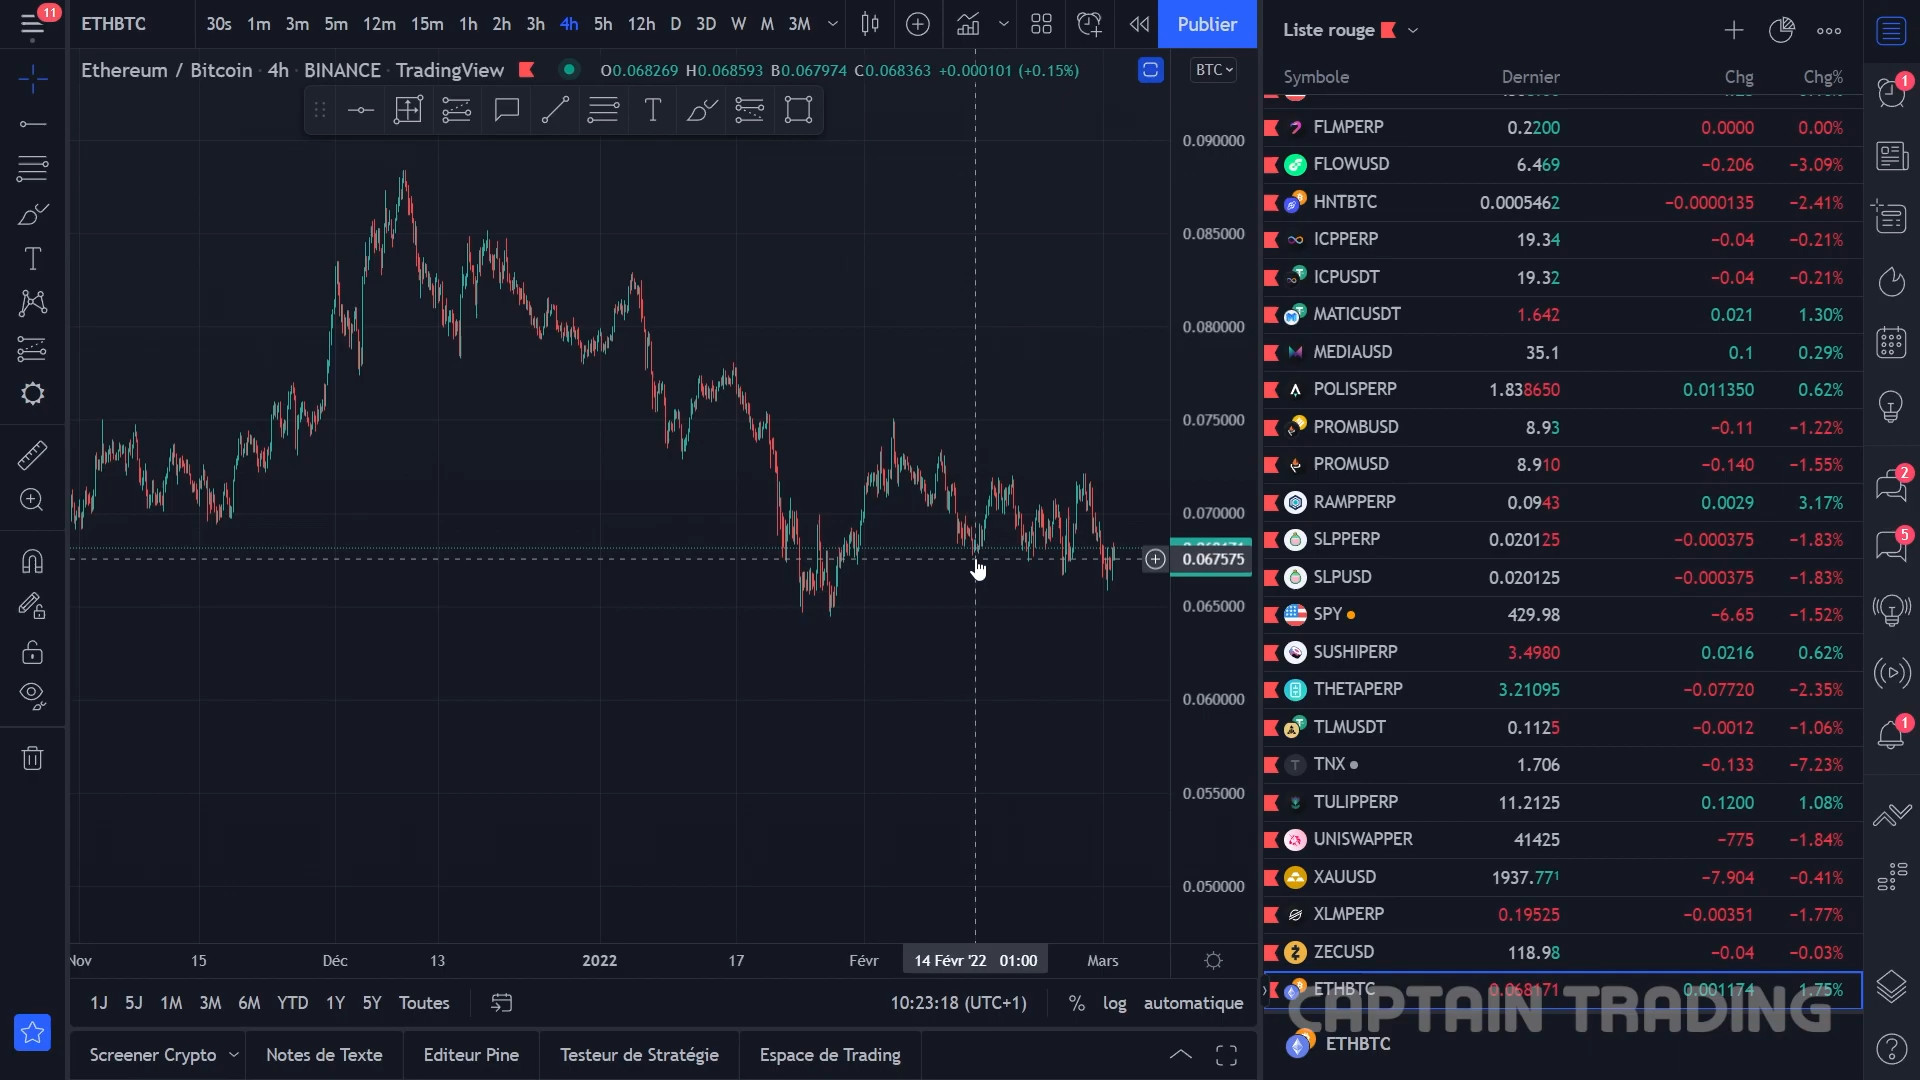 11
ETHBTC
30s 1m 3m 5m 12m 15m 1h 2h 3h 4h 5h 12h D 3D W M 3M
Publier
Ethereum / Bitcoin · 4h · BINANCE · TradingView
O0.068269 H0.068593 B0.067974 C0.068363 +0.000101 (+0.15%)
BTC
0.090000
0.085000
0.080000
0.075000
0.070000
0.067575
0.065000
0.060000
0.055000
0.050000
Nov 15 Déc 13 2022 17 Févr 14 Févr '22 01:00 Mars
1J 5J 1M 3M 6M YTD 1Y 5Y Toutes
10:23:18 (UTC+1) % log automatique
Screener Crypto Notes de Texte Editeur Pine Testeur de Stratégie Espace de Trading
Liste rouge
Symbole Dernier Chg Chg%
FLMPERP 0.2200 0.0000 0.00%
FLOWUSD 6.469 −0.206 −3.09%
HNTBTC 0.0005462 −0.0000135 −2.41%
ICPPERP 19.34 −0.04 −0.21%
ICPUSDT 19.32 −0.04 −0.21%
MATICUSDT 1.642 0.021 1.30%
MEDIAUSD 35.1 0.1 0.29%
POLISPERP 1.838650 0.011350 0.62%
PROMBUSD 8.93 −0.11 −1.22%
PROMUSD 8.910 −0.140 −1.55%
RAMPPERP 0.0943 0.0029 3.17%
SLPPERP 0.020125 −0.000375 −1.83%
SLPUSD 0.020125 −0.000375 −1.83%
SPY 429.98 −6.65 −1.52%
SUSHIPERP 3.4980 0.0216 0.62%
THETAPERP 3.21095 −0.07720 −2.35%
TLMUSDT 0.1125 −0.0012 −1.06%
TNX 1.706 −0.133 −7.23%
TULIPPERP 11.2125 0.1200 1.08%
UNISWAPPER 41425 −775 −1.84%
XAUUSD 1937.771 −7.904 −0.41%
XLMPERP 0.19525 −0.00351 −1.77%
ZECUSD 118.98 −0.04 −0.03%
ETHBTC 0.068171 0.001174 1.75%
CAPTAIN TRADING
ETHBTC
1
2
5
1